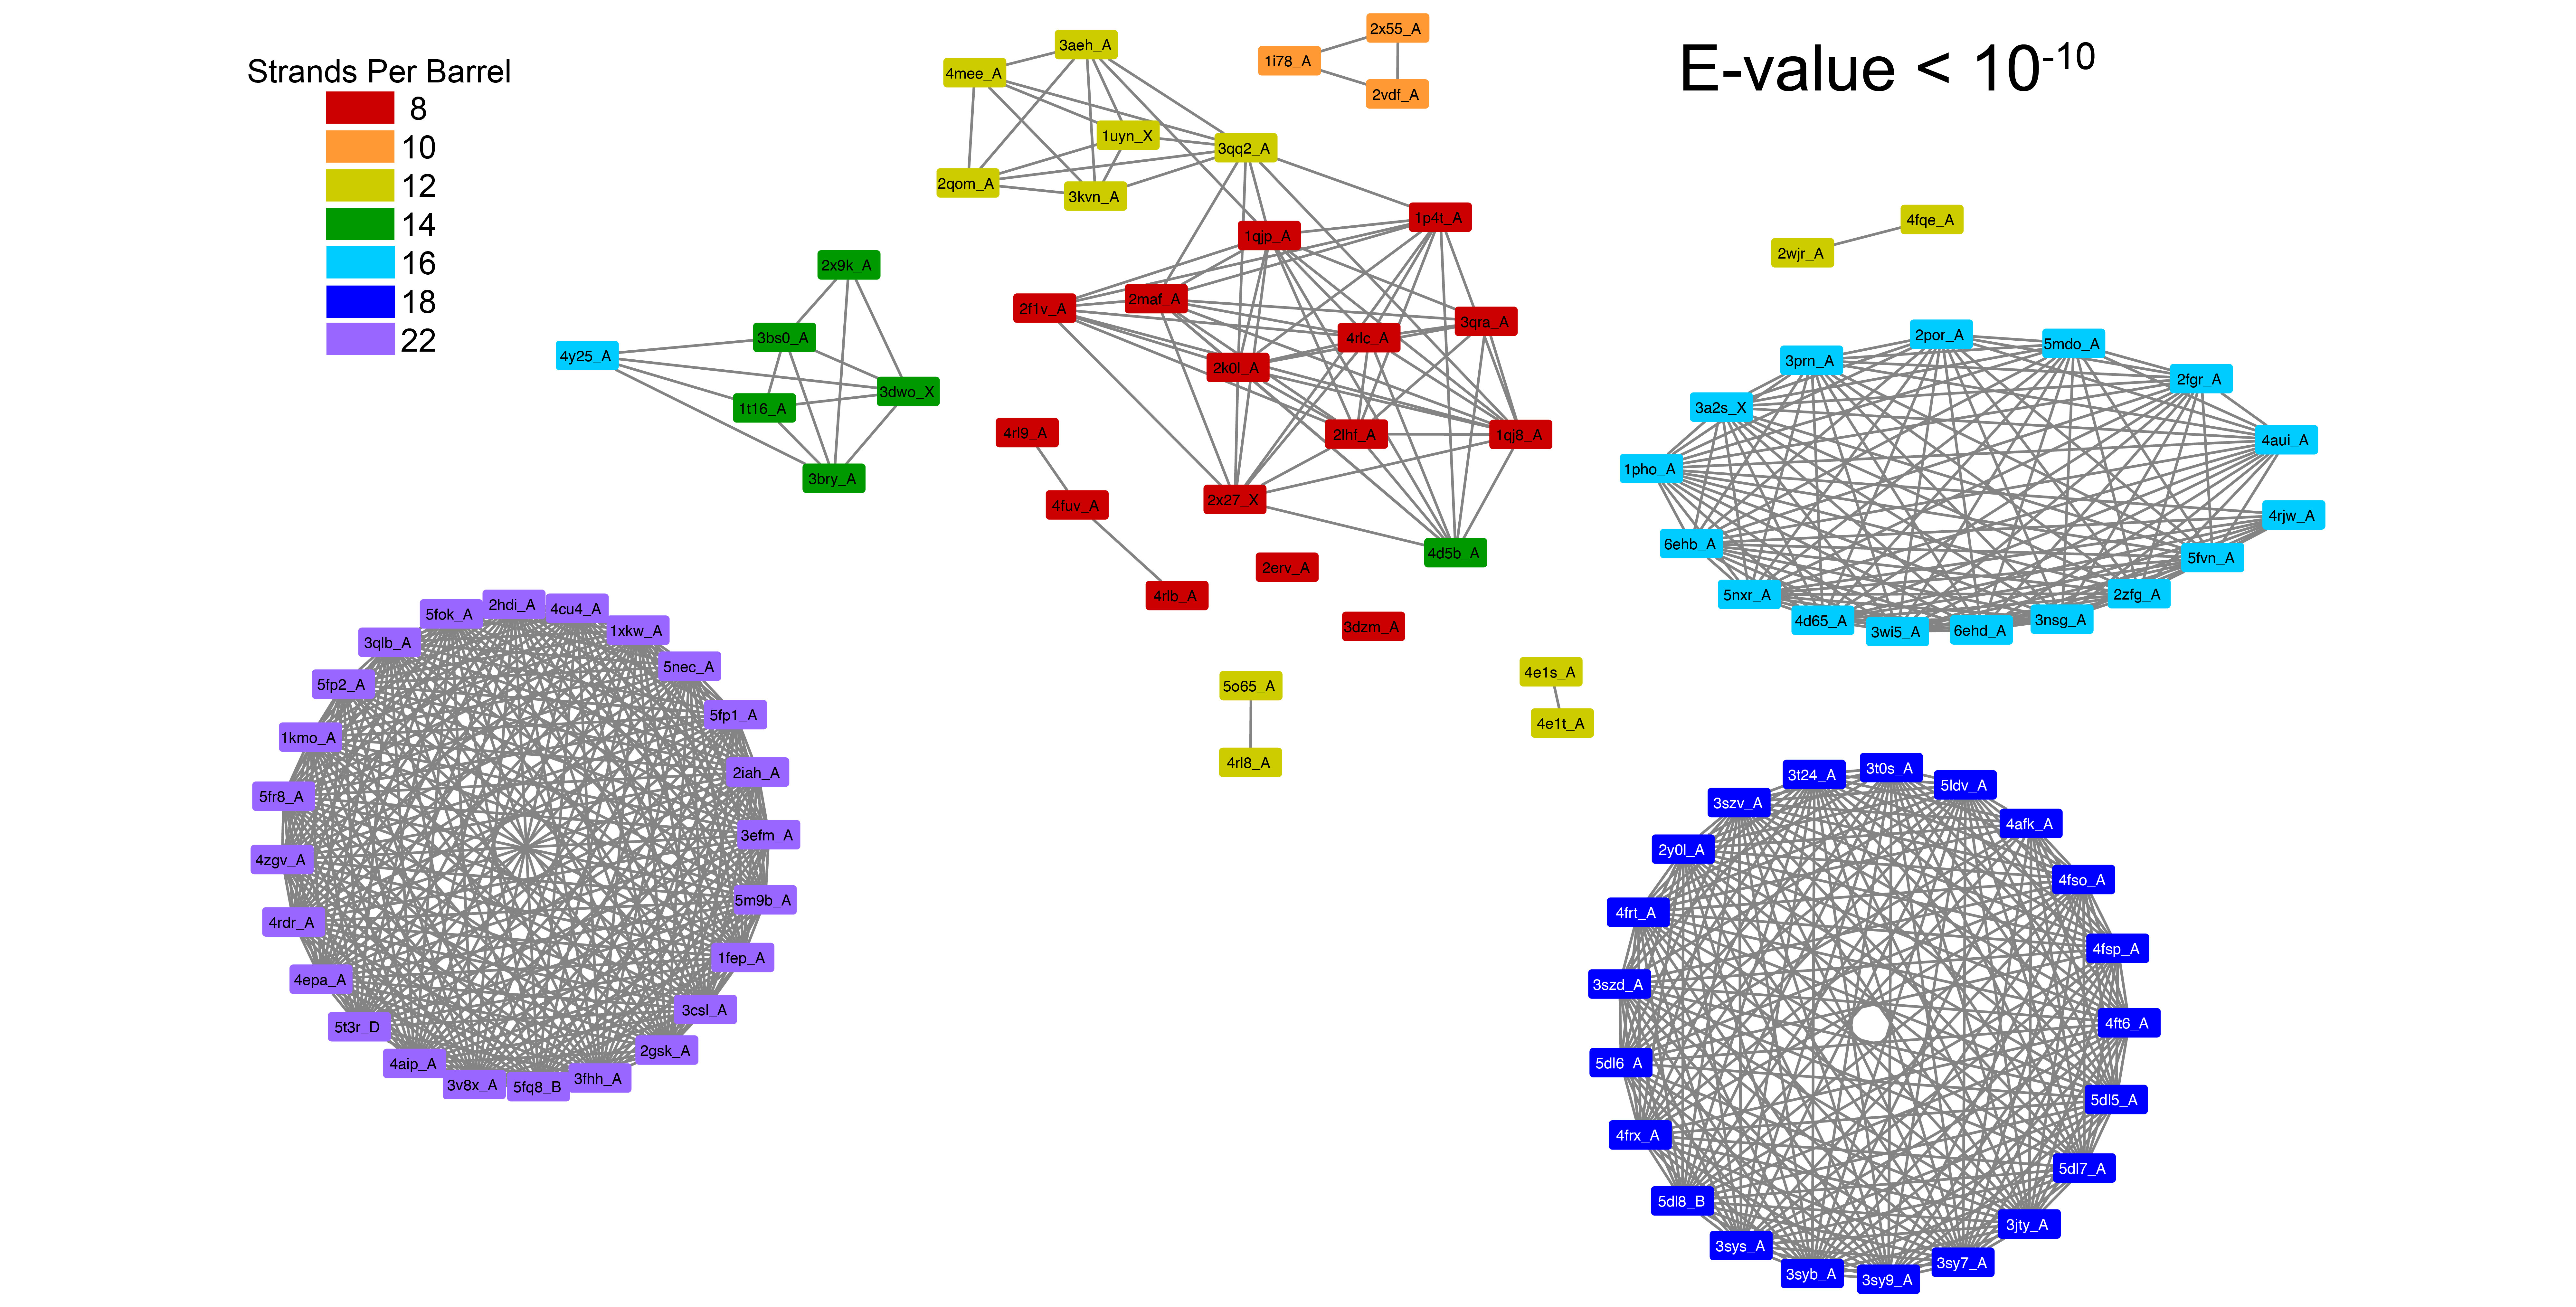 Strands Per Barrel
8
10
12
14
16
18
22
E-value < 10-10
2x55_A
1i78_A
2vdf_A
3aeh_A
4mee_A
1uyn_X
3qq2_A
2qom_A
3kvn_A
1p4t_A
1qjp_A
2f1v_A
2maf_A
3qra_A
4rlc_A
2k0l_A
2lhf_A
1qj8_A
2x27_X
4d5b_A
2x9k_A
3bs0_A
4y25_A
3dwo_X
1t16_A
3bry_A
4rl9_A
4fuv_A
4rlb_A
2erv_A
3dzm_A
4fqe_A
2wjr_A
2por_A
5mdo_A
3prn_A
2fgr_A
3a2s_X
4aui_A
1pho_A
4rjw_A
6ehb_A
5fvn_A
5nxr_A
2zfg_A
4d65_A
3wi5_A
6ehd_A
3nsg_A
5o65_A
4rl8_A
4e1s_A
4e1t_A
2hdi_A
4cu4_A
5fok_A
1xkw_A
3qlb_A
5nec_A
5fp2_A
5fp1_A
1kmo_A
2iah_A
5fr8_A
3efm_A
4zgv_A
5m9b_A
4rdr_A
1fep_A
4epa_A
3csl_A
5t3r_D
2gsk_A
4aip_A
3v8x_A
5fq8_B
3fhh_A
3t0s_A
3t24_A
5ldv_A
3szv_A
4afk_A
2y0l_A
4fso_A
4frt_A
4fsp_A
3szd_A
4ft6_A
5dl6_A
5dl5_A
4frx_A
5dl7_A
5dl8_B
3jty_A
3sys_A
3syb_A
3sy9_A
3sy7_A